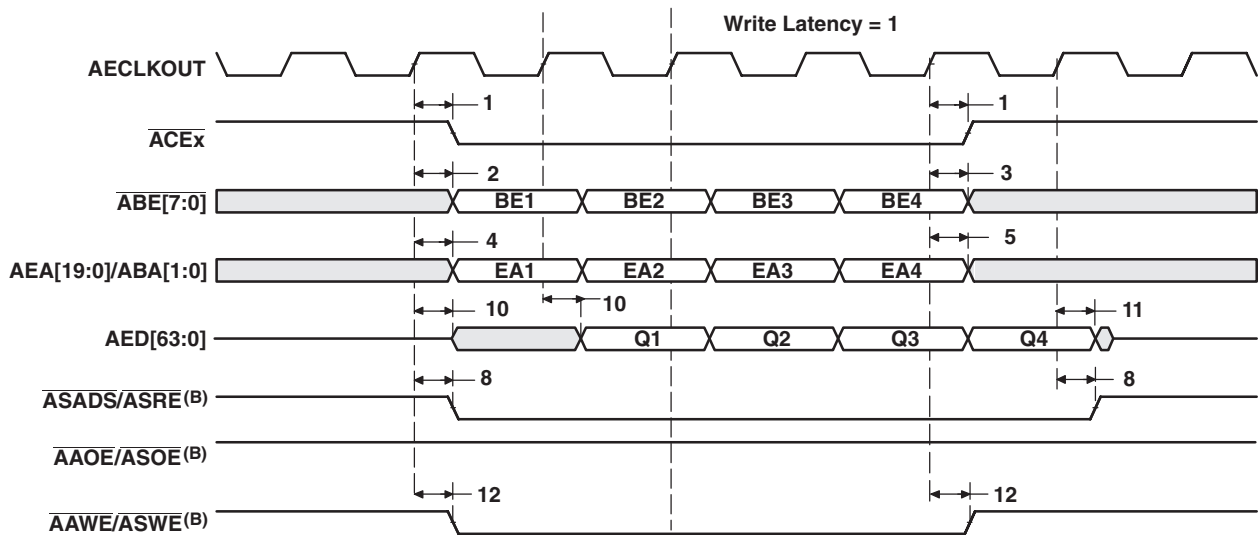 Write Latency = 1
AECLKOUT
1 1
ACEx
2 3
ABE[7:0] BE1 BE2 BE3 BE4
4 5
AEA[19:0]/ABA[1:0] EA1 EA2 EA3 EA4
10 10 11
AED[63:0] Q1 Q2 Q3 Q4
8 8
ASADS/ASRE(B)
AAOE/ASOE(B)
12 12
AAWE/ASWE(B)